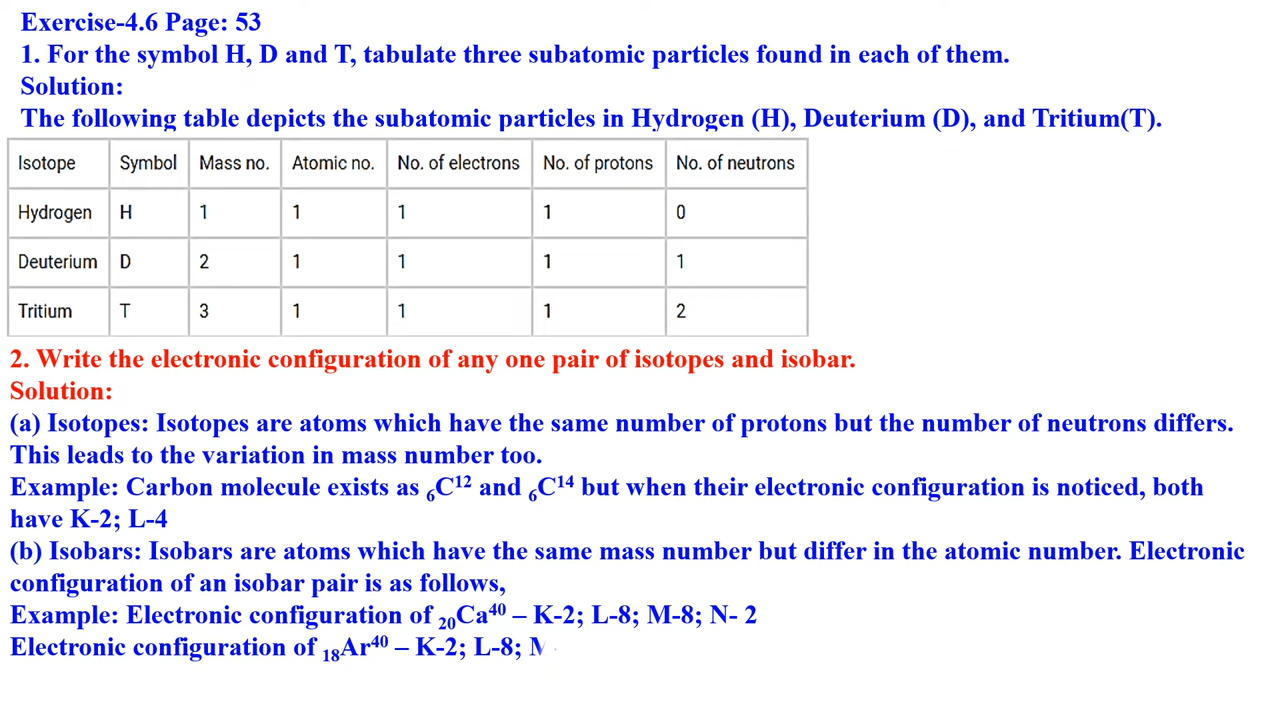 Exercise-4.6 Page: 53
1. For the symbol H, D and T, tabulate three subatomic particles found in each of them.
Solution:
The following table depicts the subatomic particles in Hydrogen (H), Deuterium (D), and Tritium(T).
Isotope Symbol Mass no. Atomic no. No. of electrons No. of protons No. of neutrons
Hydrogen H 1 1 1 1 0
Deuterium D 2 1 1 1 1
Tritium T 3 1 1 1 2
2. Write the electronic configuration of any one pair of isotopes and isobar.
Solution:
(a) Isotopes: Isotopes are atoms which have the same number of protons but the number of neutrons differs.
This leads to the variation in mass number too.
Example: Carbon molecule exists as ₆C¹² and ₆C¹⁴ but when their electronic configuration is noticed, both
have K-2; L-4
(b) Isobars: Isobars are atoms which have the same mass number but differ in the atomic number. Electronic
configuration of an isobar pair is as follows,
Example: Electronic configuration of ₂₀Ca⁴⁰ – K-2; L-8; M-8; N- 2
Electronic configuration of ₁₈Ar⁴⁰ – K-2; L-8; M